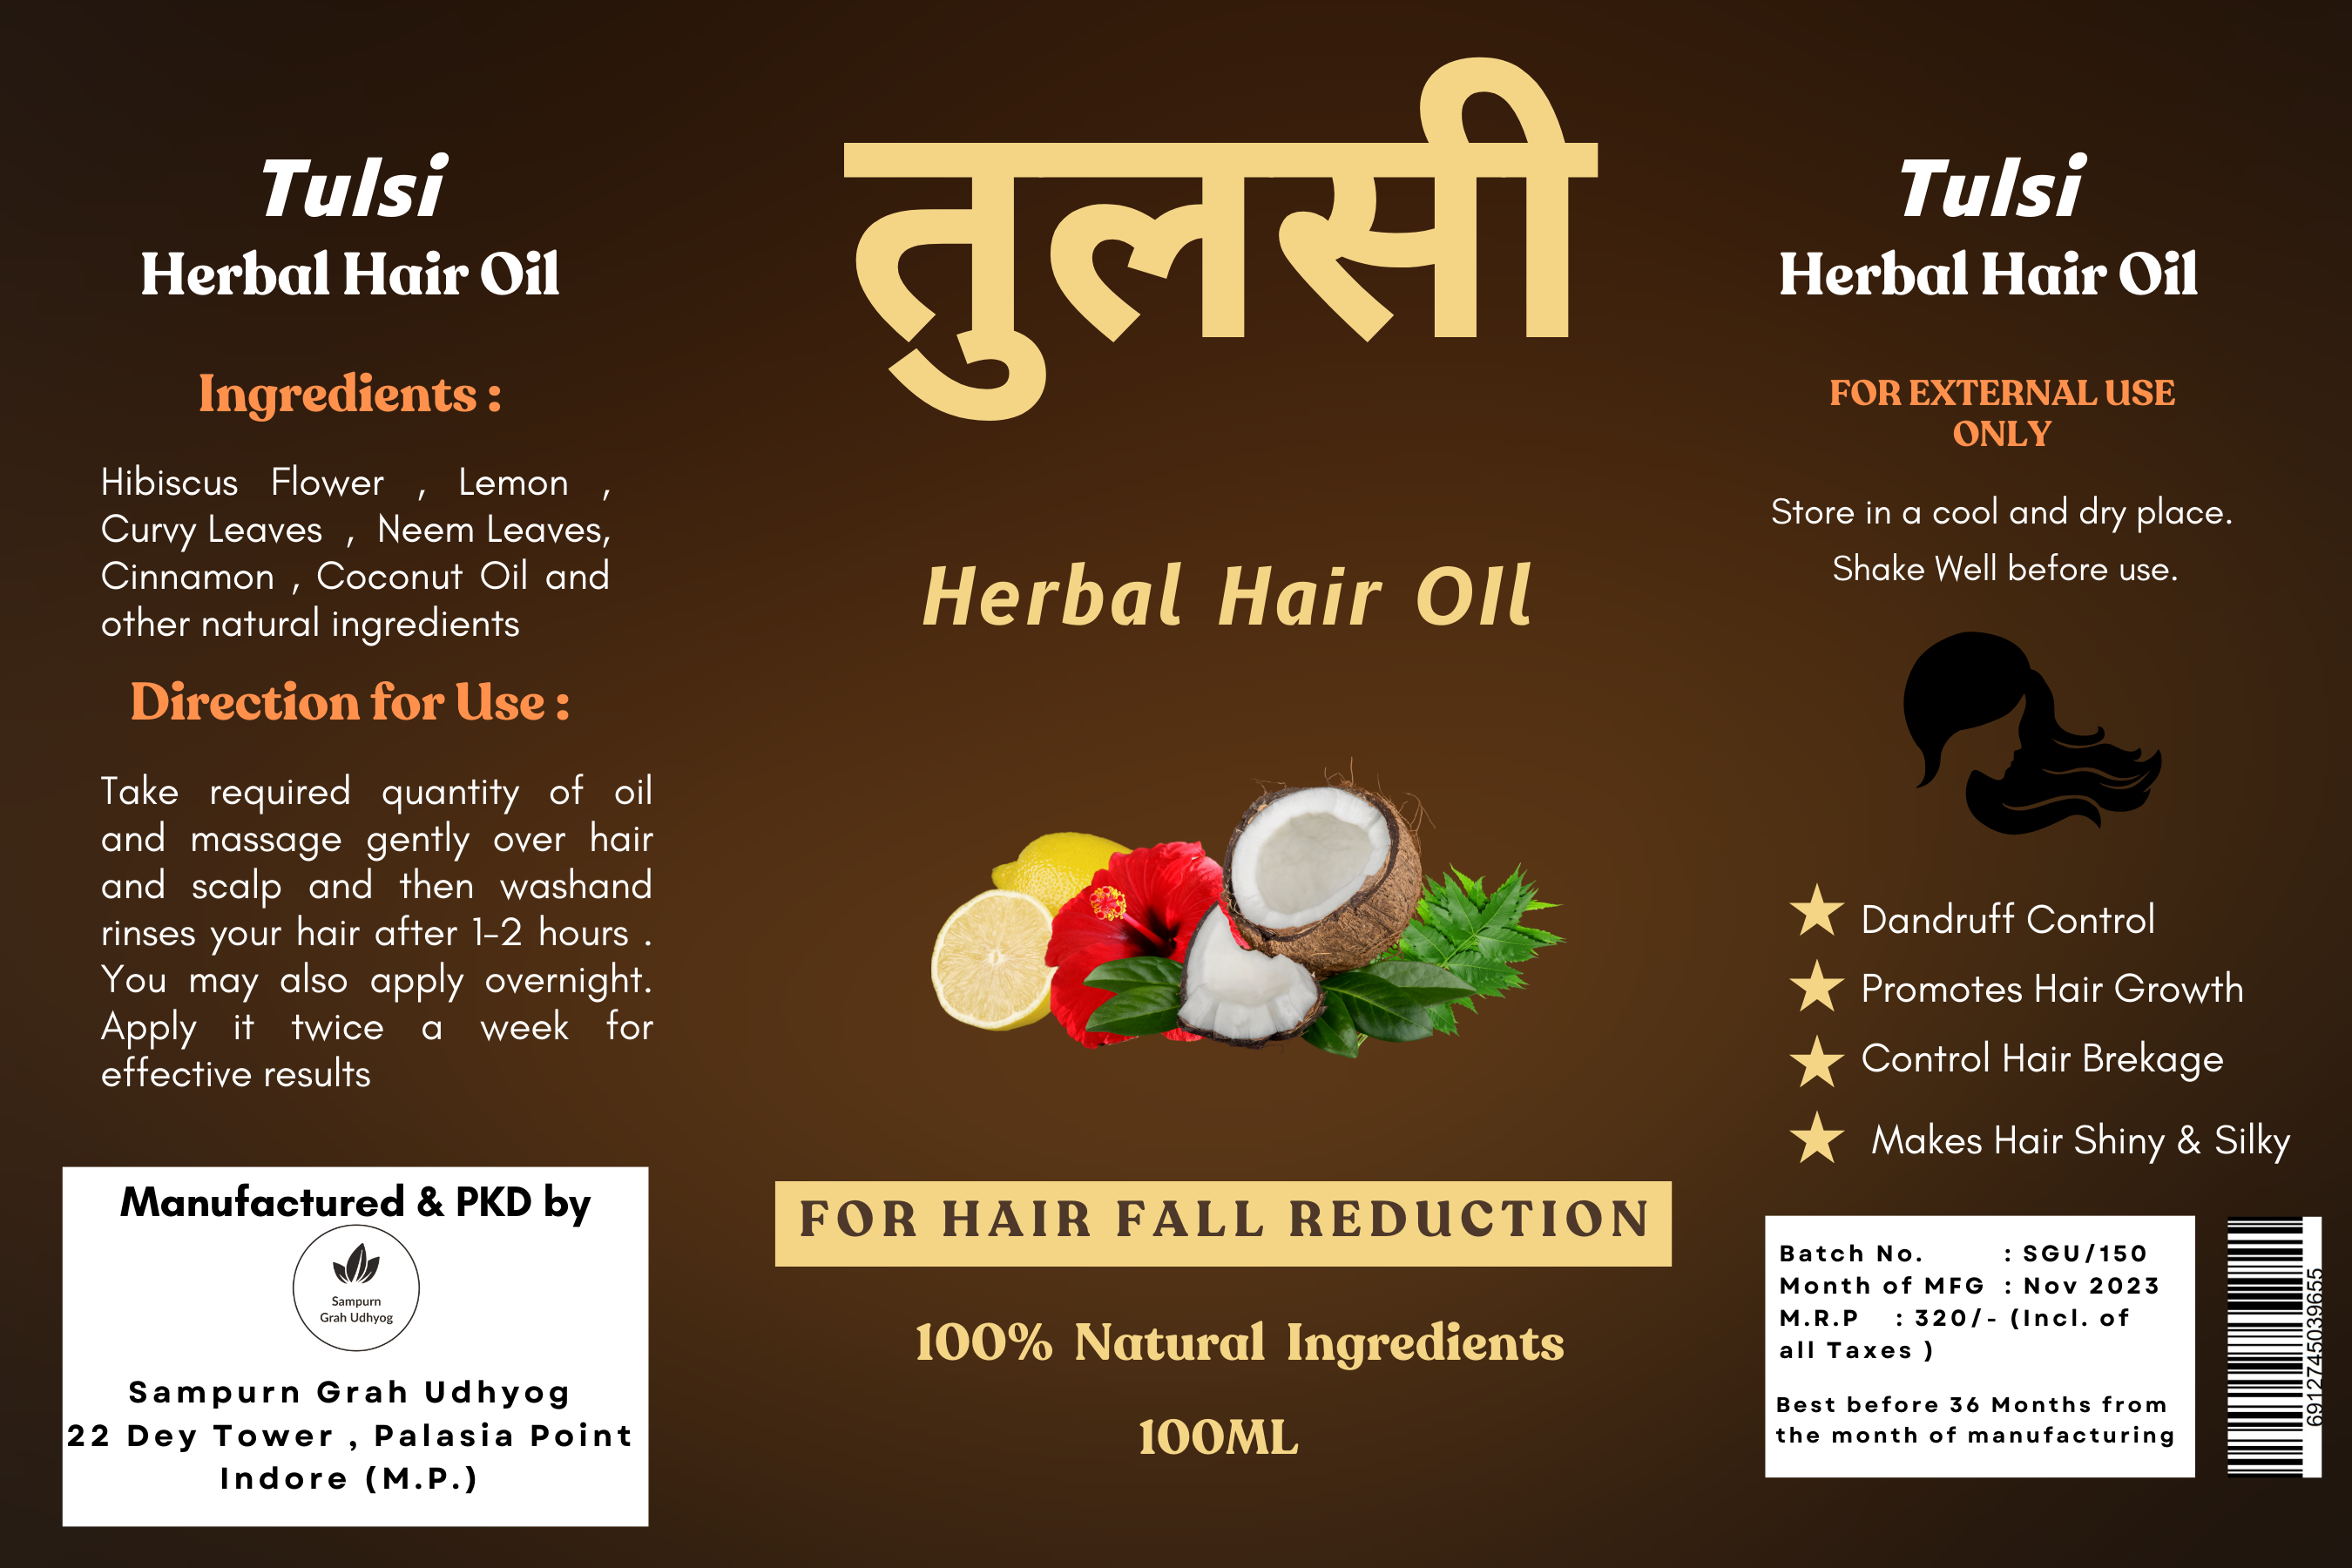 Tulsi
Herbal Hair Oil
Ingredients :
Hibiscus Flower , Lemon ,
Curvy Leaves , Neem Leaves,
Cinnamon , Coconut Oil and
other natural ingredients
Direction for Use :
Take required quantity of oil
and massage gently over hair
and scalp and then washand
rinses your hair after 1-2 hours .
You may also apply overnight.
Apply it twice a week for
effective results
Manufactured & PKD by
Sampurn
Grah Udhyog
Sampurn Grah Udhyog
22 Dey Tower , Palasia Point
Indore (M.P.)
तुलसी
Herbal Hair OIl
FOR HAIR FALL REDUCTION
100% Natural Ingredients
100ML
Tulsi
Herbal Hair Oil
FOR EXTERNAL USE
ONLY
Store in a cool and dry place.
Shake Well before use.
Dandruff Control
Promotes Hair Growth
Control Hair Brekage
Makes Hair Shiny & Silky
Batch No. : SGU/150
Month of MFG : Nov 2023
M.R.P : 320/- (Incl. of
all Taxes )
Best before 36 Months from
the month of manufacturing
6912745039655